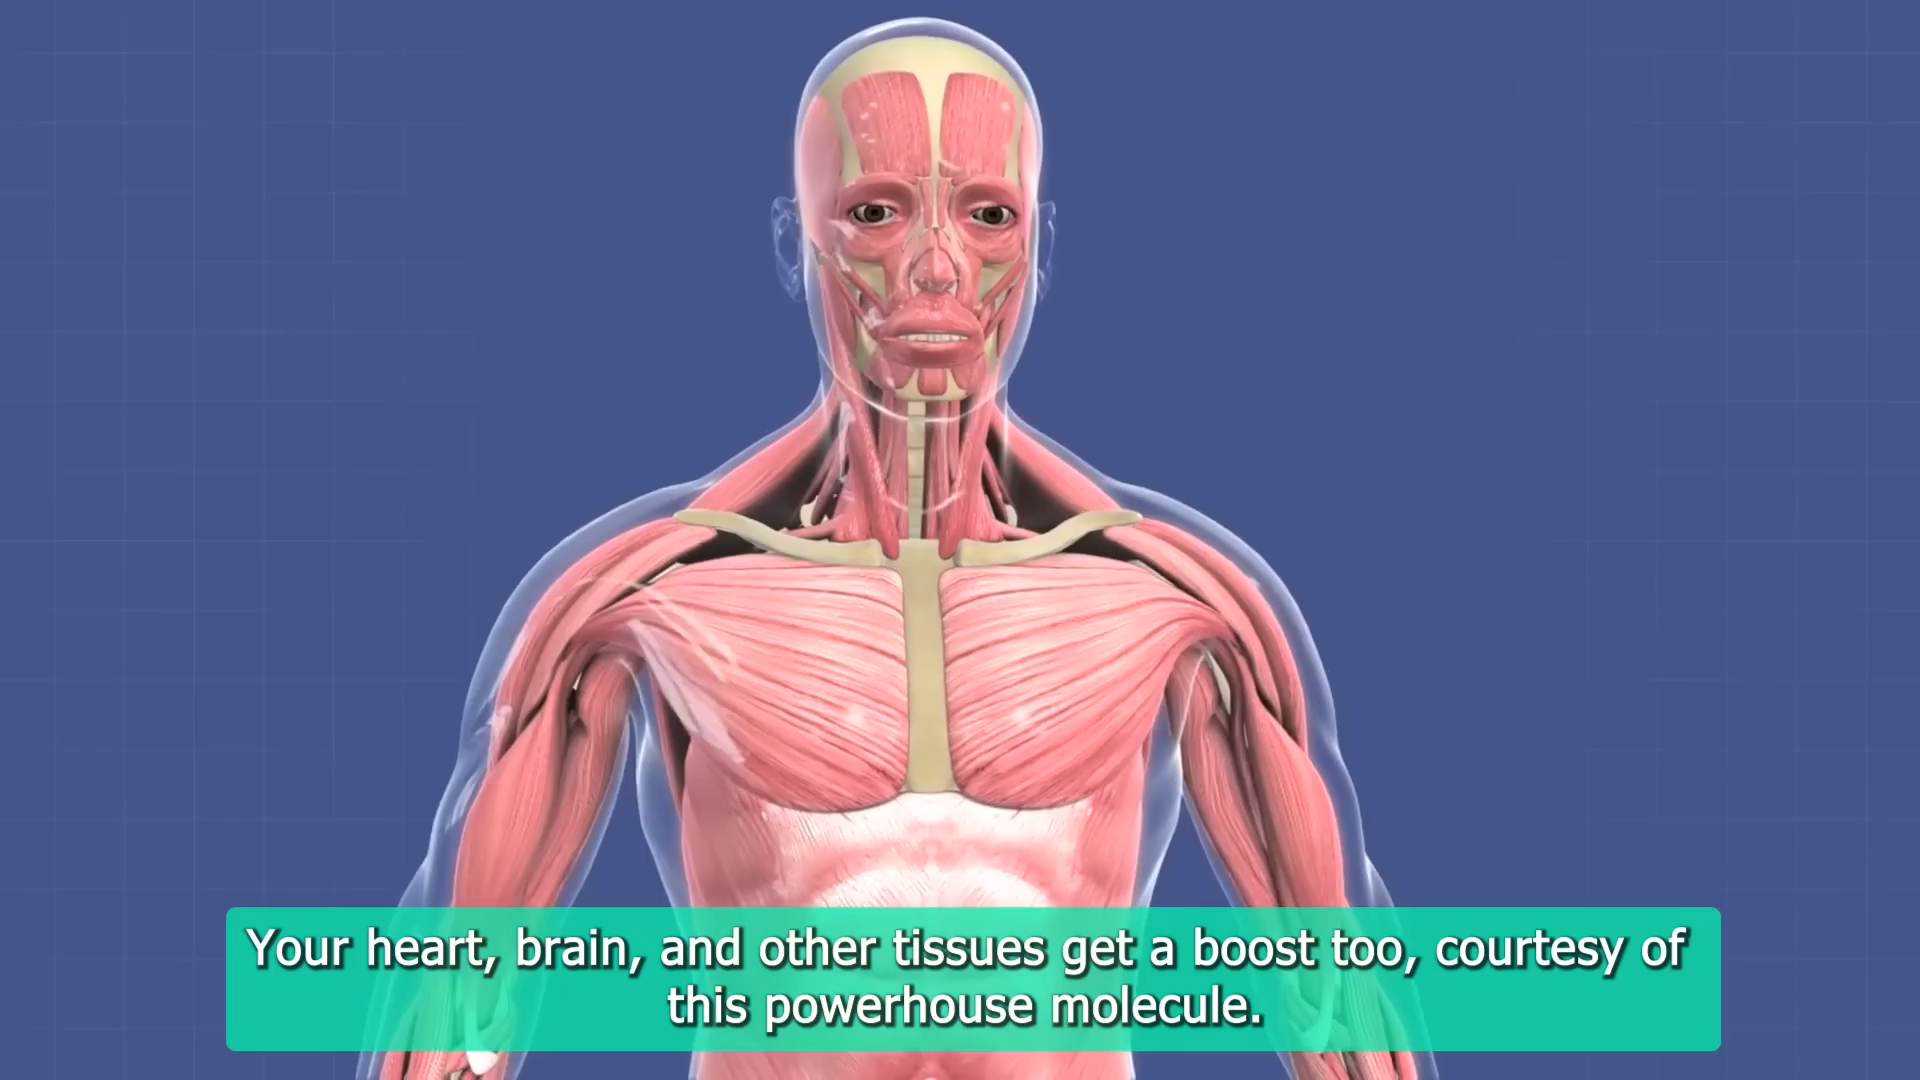 Your heart, brain, and other tissues get a boost too, courtesy of
this powerhouse molecule.